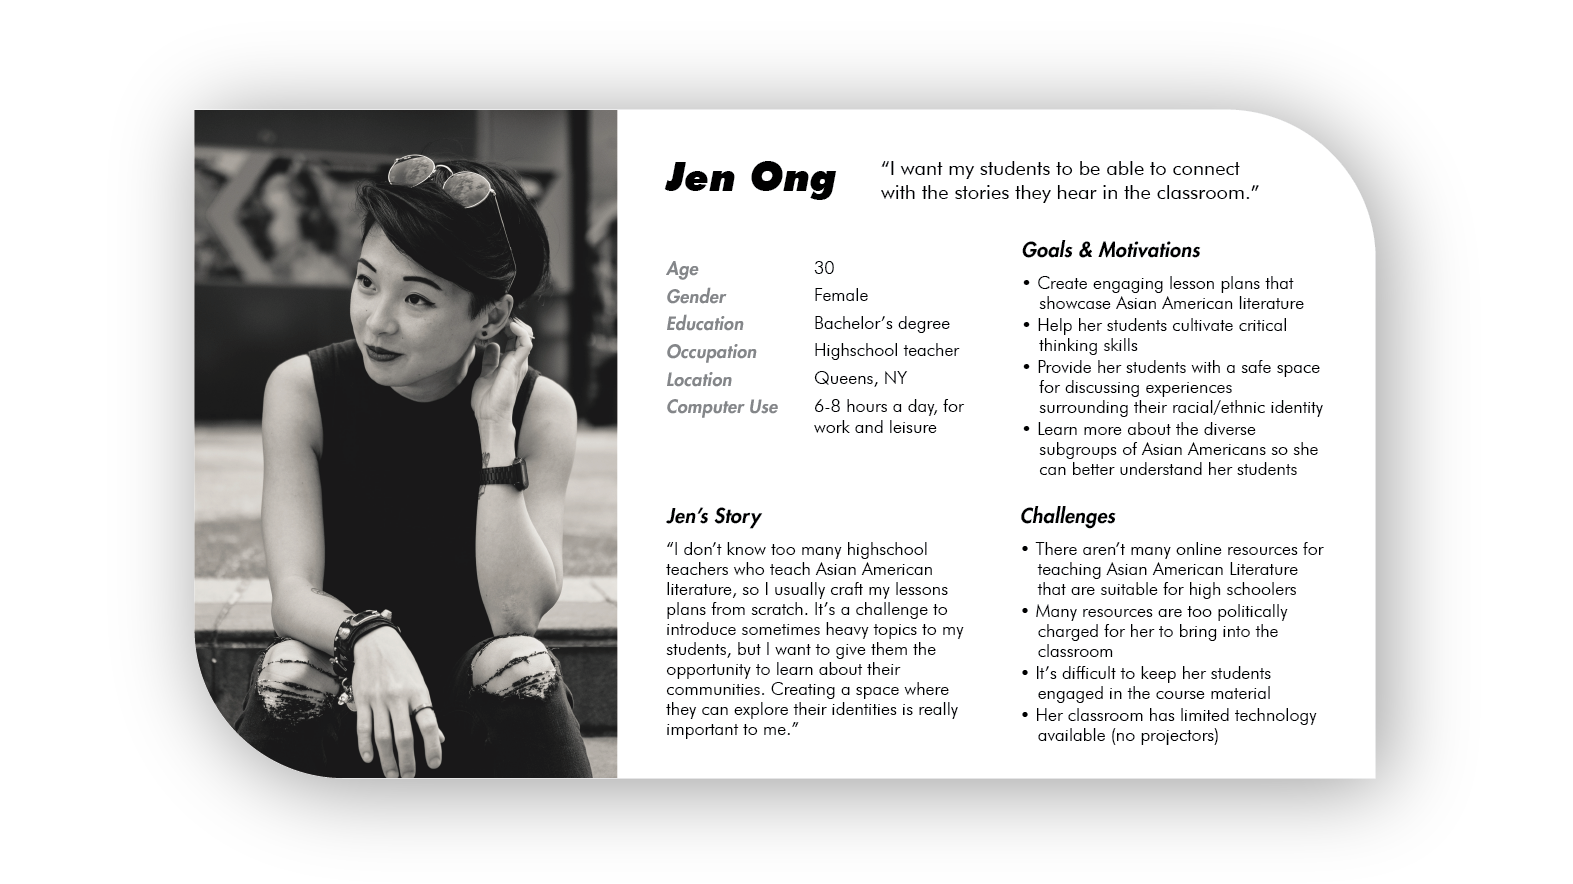 Jen Ong
“I want my students to be able to connect
with the stories they hear in the classroom.”
Age 30
Gender Female
Education Bachelor’s degree
Occupation Highschool teacher
Location Queens, NY
Computer Use 6-8 hours a day, for
work and leisure
Goals & Motivations
• Create engaging lesson plans that
showcase Asian American literature
• Help her students cultivate critical
thinking skills
• Provide her students with a safe space
for discussing experiences
surrounding their racial/ethnic identity
• Learn more about the diverse
subgroups of Asian Americans so she
can better understand her students
Jen’s Story
“I don’t know too many highschool
teachers who teach Asian American
literature, so I usually craft my lessons
plans from scratch. It’s a challenge to
introduce sometimes heavy topics to my
students, but I want to give them the
opportunity to learn about their
communities. Creating a space where
they can explore their identities is really
important to me.”
Challenges
• There aren’t many online resources for
teaching Asian American Literature
that are suitable for high schoolers
• Many resources are too politically
charged for her to bring into the
classroom
• It’s difficult to keep her students
engaged in the course material
• Her classroom has limited technology
available (no projectors)